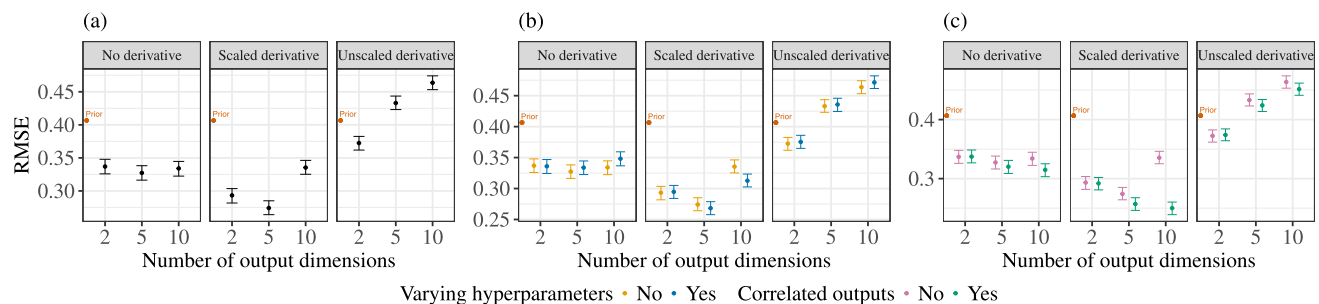 (a)
No derivative
Scaled derivative
Unscaled derivative
RMSE
0.45
0.40
0.35
0.30
Prior
Prior
Prior
2 5 10
2 5 10
2 5 10
Number of output dimensions
(b)
No derivative
Scaled derivative
Unscaled derivative
0.45
0.40
0.35
0.30
0.25
Prior
Prior
Prior
2 5 10
2 5 10
2 5 10
Number of output dimensions
(c)
No derivative
Scaled derivative
Unscaled derivative
0.4
0.3
Prior
Prior
Prior
2 5 10
2 5 10
2 5 10
Number of output dimensions
Varying hyperparameters No Yes Correlated outputs No Yes